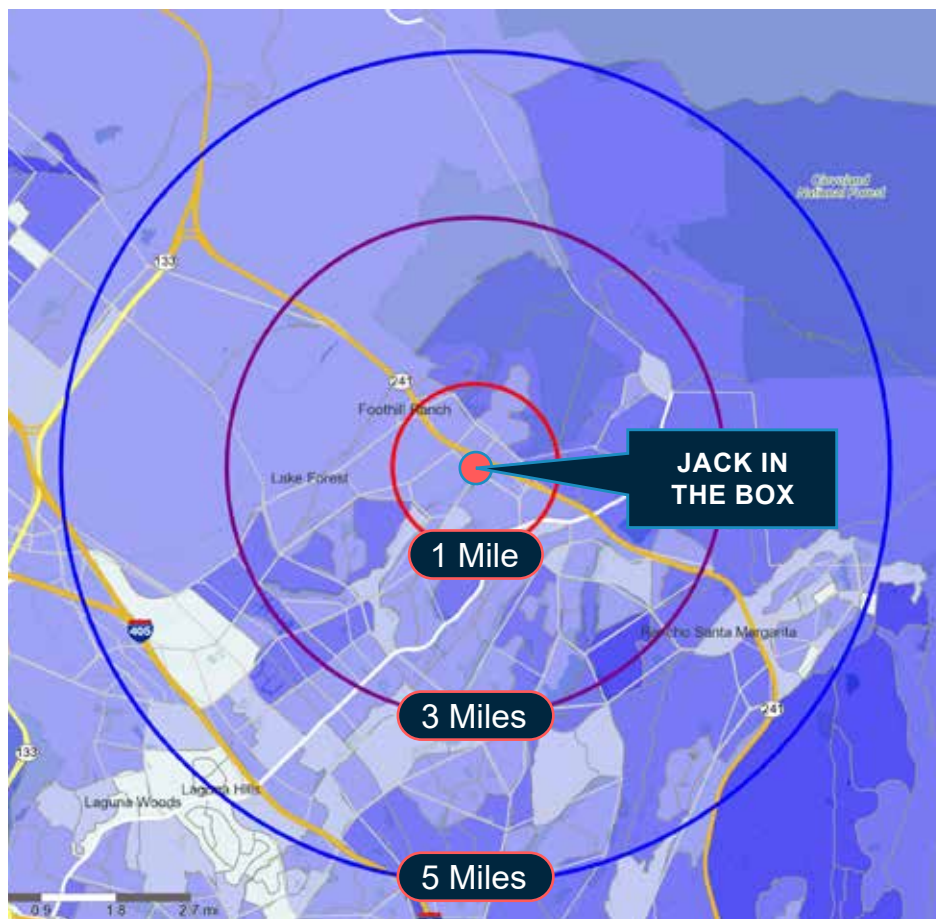 Cleveland
National Forest
133
241
Foothill Ranch
JACK IN
THE BOX
Lake Forest
1 Mile
405
Rancho Santa Margarita
3 Miles
241
133
Laguna Hills
Laguna Woods
5 Miles
0.9 1.8 2.7 mi